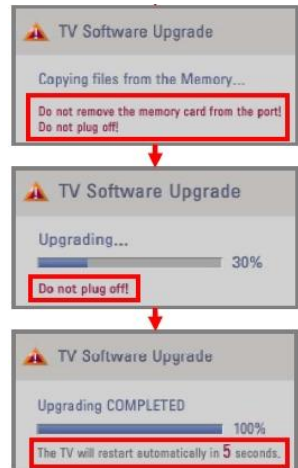 TV Software Upgrade
Copying files from the Memory...
Do not remove the memory card from the port!
Do not plug off!
TV Software Upgrade
Upgrading...
30%
Do not plug off!
TV Software Upgrade
Upgrading COMPLETED
100%
The TV will restart automatically in 5 seconds.